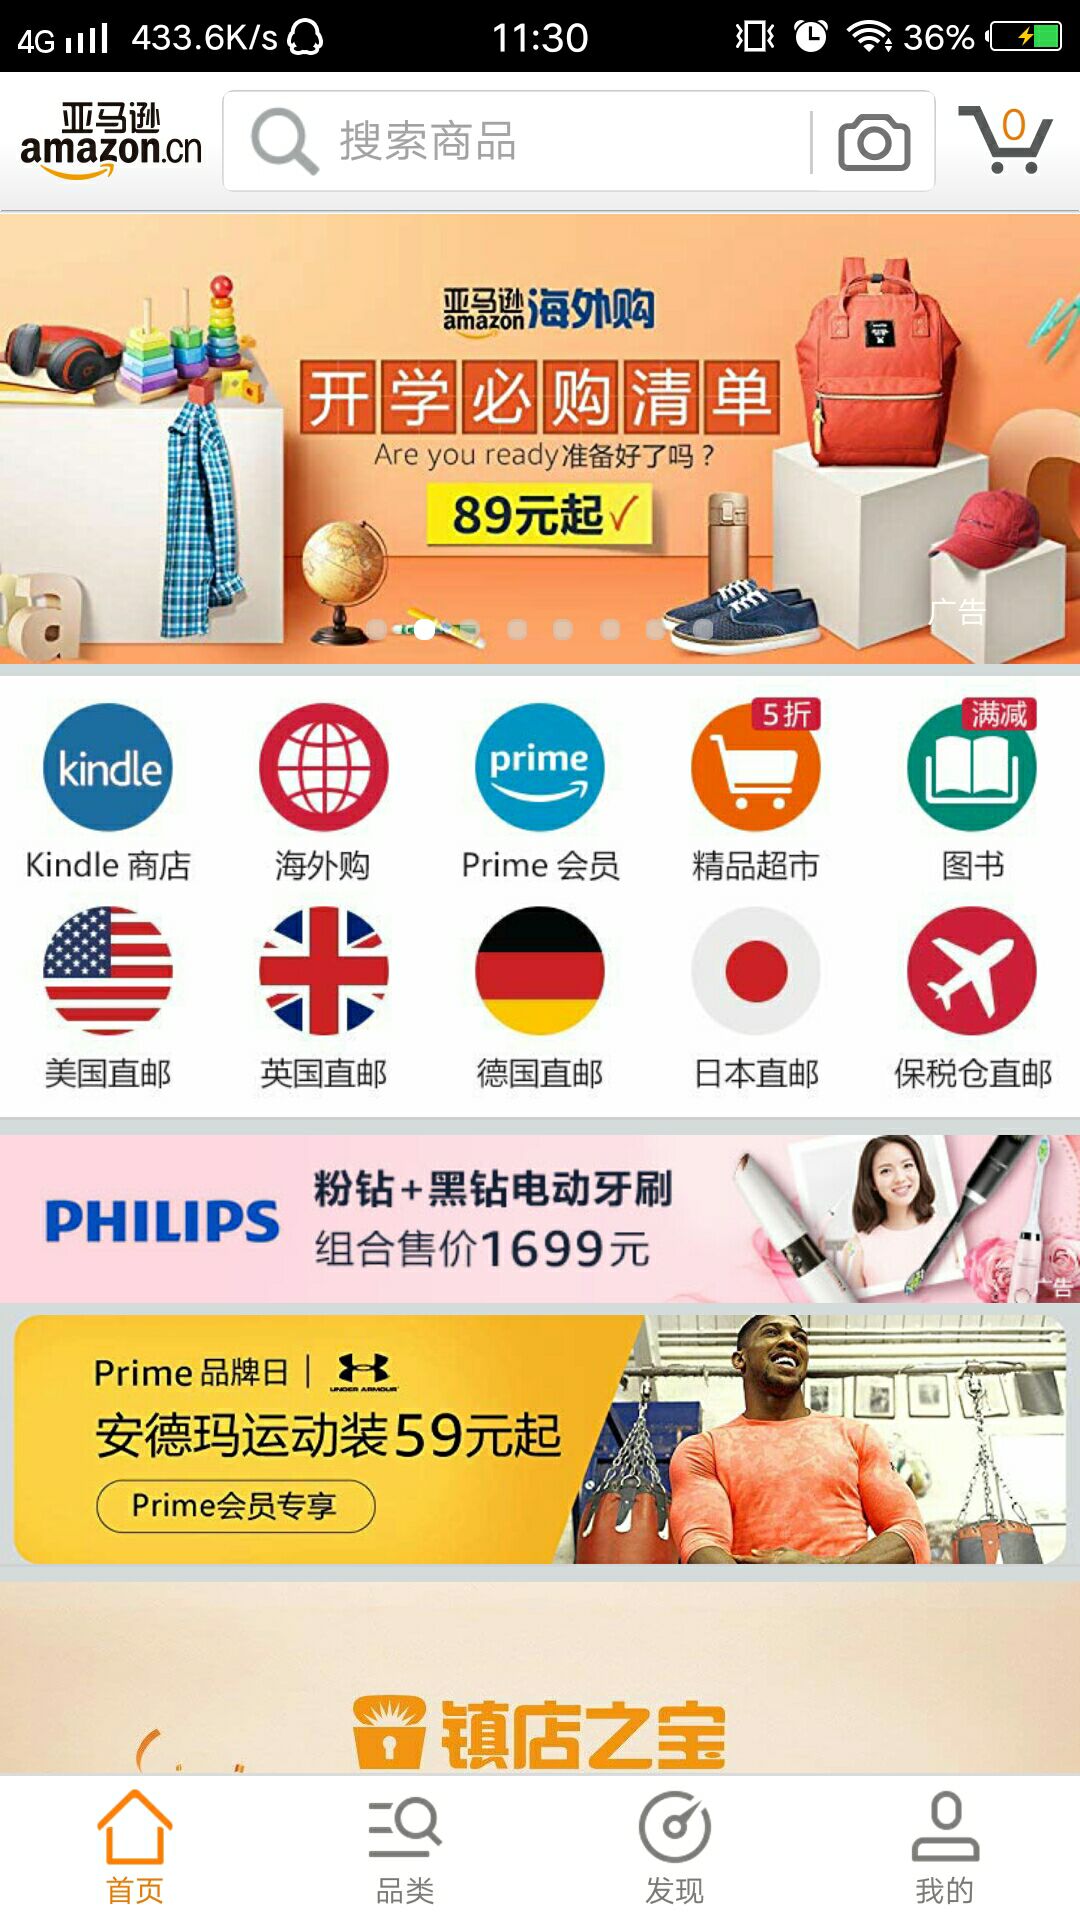 4G 433.6K/s 11:30 36%
亚马逊
amazon.cn
搜索商品
0
亚马逊
amazon 海外购
开学必购清单
Are you ready准备好了吗？
89元起✓
a
广告
kindle
prime
5折
满减
Kindle 商店
海外购
Prime 会员
精品超市
图书
美国直邮
英国直邮
德国直邮
日本直邮
保税仓直邮
PHILIPS
粉钻+黑钻电动牙刷
组合售价1699元
广告
Prime 品牌日 | UNDER ARMOUR
安德玛运动装59元起
Prime会员专享
镇店之宝
首页
品类
发现
我的